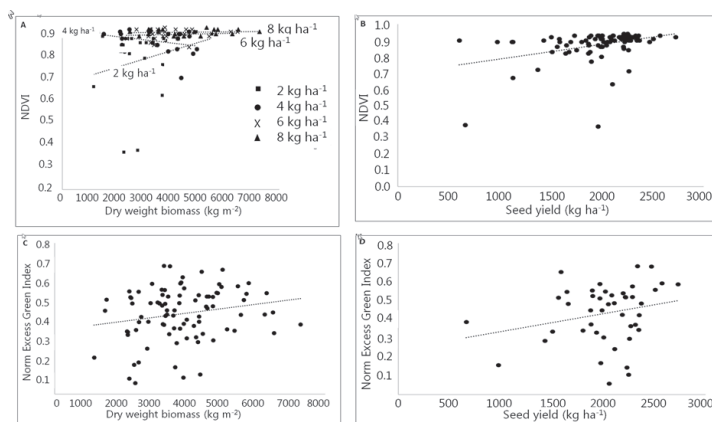 A
NDVI
0.9
0.8
0.7
0.6
0.5
0.4
0.3
0.2
4 kg ha-1
2 kg ha-1
8 kg ha-1
6 kg ha-1
2 kg ha-1
4 kg ha-1
6 kg ha-1
8 kg ha-1
0 1000 2000 3000 4000 5000 6000 7000 8000
Dry weight biomass (kg m-2)
B
NDVI
1.0
0.9
0.8
0.7
0.6
0.5
0.4
0.3
0.2
0.1
0.0
0 500 1000 1500 2000 2500 3000
Seed yield (kg ha-1)
C
Norm Excess Green Index
0.8
0.7
0.6
0.5
0.4
0.3
0.2
0.1
0 1000 2000 3000 4000 5000 6000 7000 8000
Dry weight biomass (kg m-2)
D
Norm Excess Green Index
0.8
0.7
0.6
0.5
0.4
0.3
0.2
0.1
0 500 1000 1500 2000 2500 3000
Seed yield (kg ha-1)